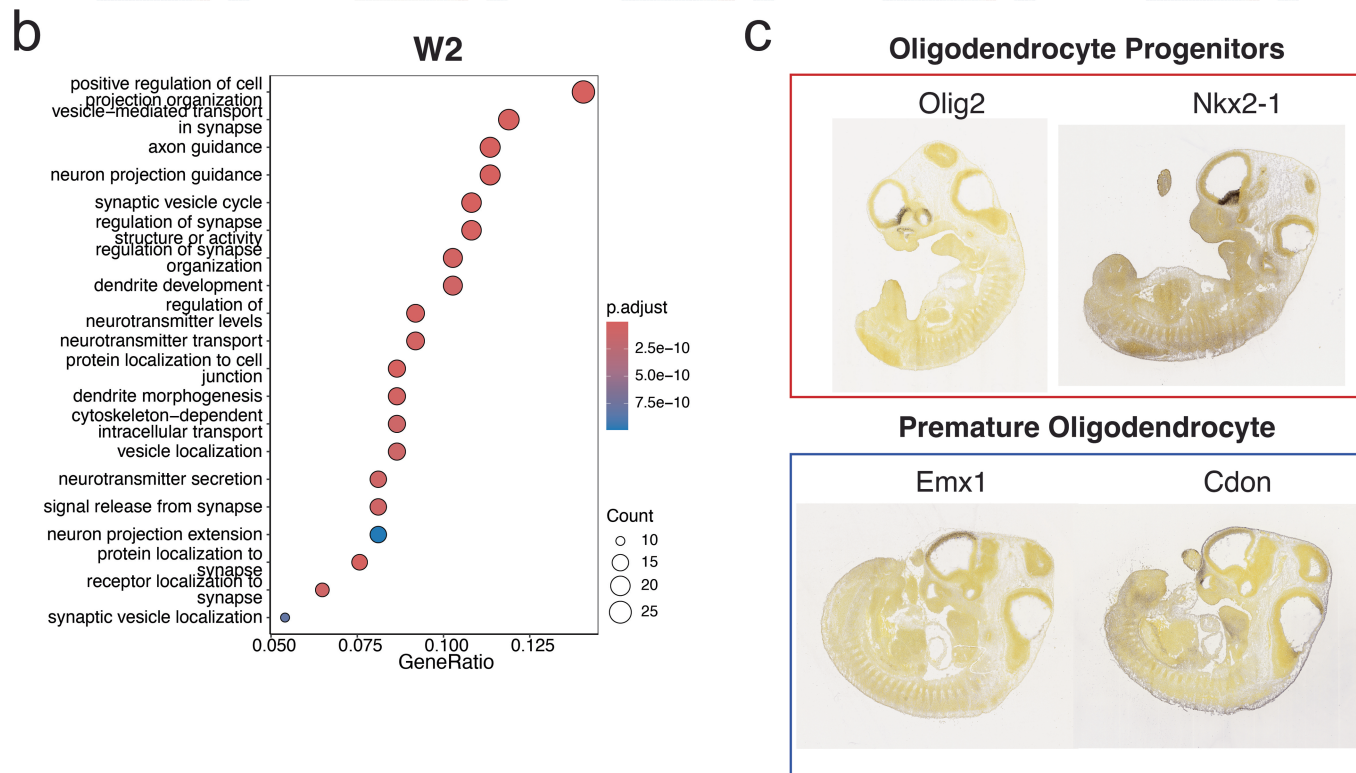 b
W2
positive regulation of cell
projection organization
vesicle−mediated transport
in synapse
axon guidance
neuron projection guidance
synaptic vesicle cycle
regulation of synapse
structure or activity
regulation of synapse
organization
dendrite development
regulation of
neurotransmitter levels
neurotransmitter transport
protein localization to cell
junction
dendrite morphogenesis
cytoskeleton−dependent
intracellular transport
vesicle localization
neurotransmitter secretion
signal release from synapse
neuron projection extension
protein localization to
synapse
receptor localization to
synapse
synaptic vesicle localization
0.050 0.075 0.100 0.125
GeneRatio
p.adjust
2.5e−10
5.0e−10
7.5e−10
Count
10
15
20
25
c
Oligodendrocyte Progenitors
Olig2 Nkx2-1
Premature Oligodendrocyte
Emx1 Cdon